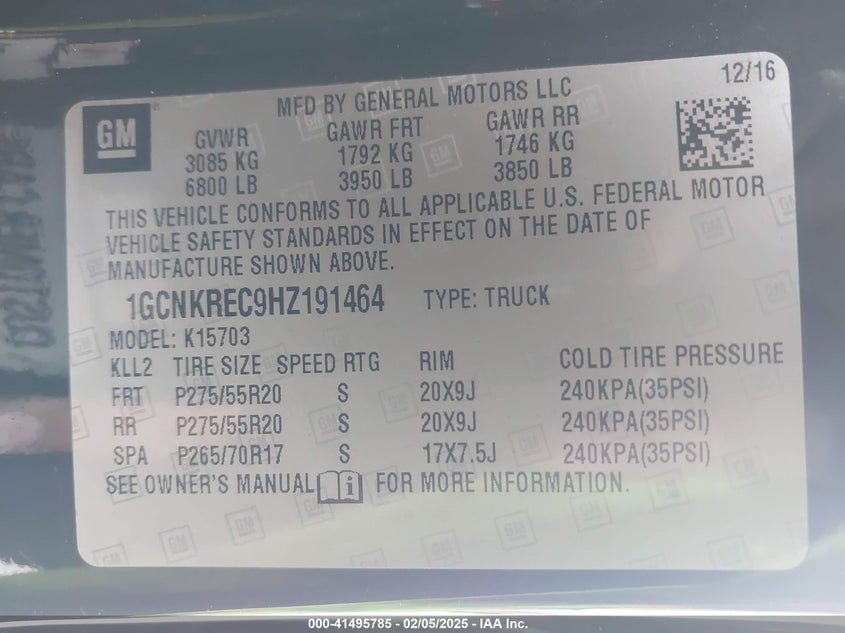 12/16
MFD BY GENERAL MOTORS LLC
GM
GVWR GAWR FRT GAWR RR
3085 KG 1792 KG 1746 KG
6800 LB 3950 LB 3850 LB
THIS VEHICLE CONFORMS TO ALL APPLICABLE U.S. FEDERAL MOTOR
VEHICLE SAFETY STANDARDS IN EFFECT ON THE DATE OF
MANUFACTURE SHOWN ABOVE.
1GCNKREC9HZ191464 TYPE: TRUCK
MODEL: K15703
KLL2 TIRE SIZE SPEED RTG RIM COLD TIRE PRESSURE
FRT P275/55R20 S 20X9J 240KPA(35PSI)
RR P275/55R20 S 20X9J 240KPA(35PSI)
SPA P265/70R17 S 17X7.5J 240KPA(35PSI)
SEE OWNER'S MANUAL i FOR MORE INFORMATION.
000-41495785 - 02/05/2025 - IAA, Inc.